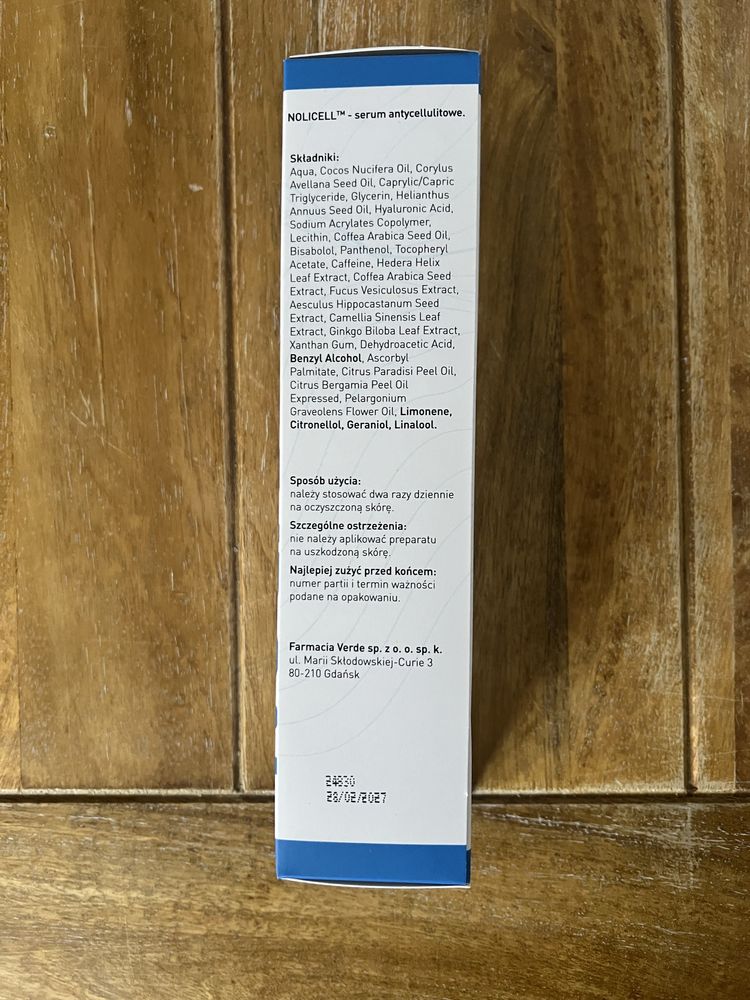 NOLICELL™ - serum antycellulitowe.
Składniki:
Aqua, Cocos Nucifera Oil, Corylus
Avellana Seed Oil, Caprylic/Capric
Triglyceride, Glycerin, Helianthus
Annuus Seed Oil, Hyaluronic Acid,
Sodium Acrylates Copolymer,
Lecithin, Coffea Arabica Seed Oil,
Bisabolol, Panthenol, Tocopheryl
Acetate, Caffeine, Hedera Helix
Leaf Extract, Coffea Arabica Seed
Extract, Fucus Vesiculosus Extract,
Aesculus Hippocastanum Seed
Extract, Camellia Sinensis Leaf
Extract, Ginkgo Biloba Leaf Extract,
Xanthan Gum, Dehydroacetic Acid,
Benzyl Alcohol, Ascorbyl
Palmitate, Citrus Paradisi Peel Oil,
Citrus Bergamia Peel Oil
Expressed, Pelargonium
Graveolens Flower Oil, Limonene,
Citronellol, Geraniol, Linalool.
Sposób użycia:
należy stosować dwa razy dziennie
na oczyszczoną skórę.
Szczególne ostrzeżenia:
nie należy aplikować preparatu
na uszkodzoną skórę.
Najlepiej zużyć przed końcem:
numer partii i termin ważności
podane na opakowaniu.
Farmacia Verde sp. z o. o. sp. k.
ul. Marii Skłodowskiej-Curie 3
80-210 Gdańsk
24830
28/02/2027